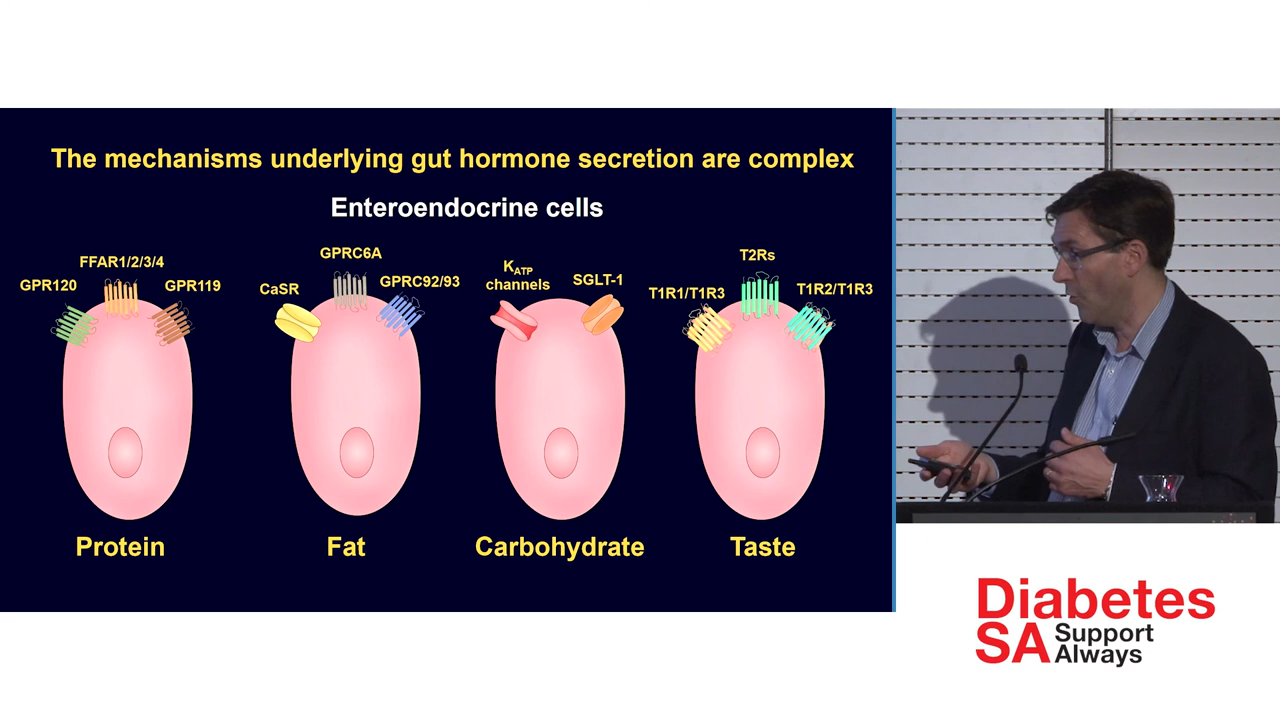 The mechanisms underlying gut hormone secretion are complex
Enteroendocrine cells
GPR120
FFAR1/2/3/4
GPR119
CaSR
GPRC6A
GPRC92/93
KATP
channels
SGLT-1
T1R1/T1R3
T2Rs
T1R2/T1R3
Protein
Fat
Carbohydrate
Taste
Diabetes
SA Support
Always